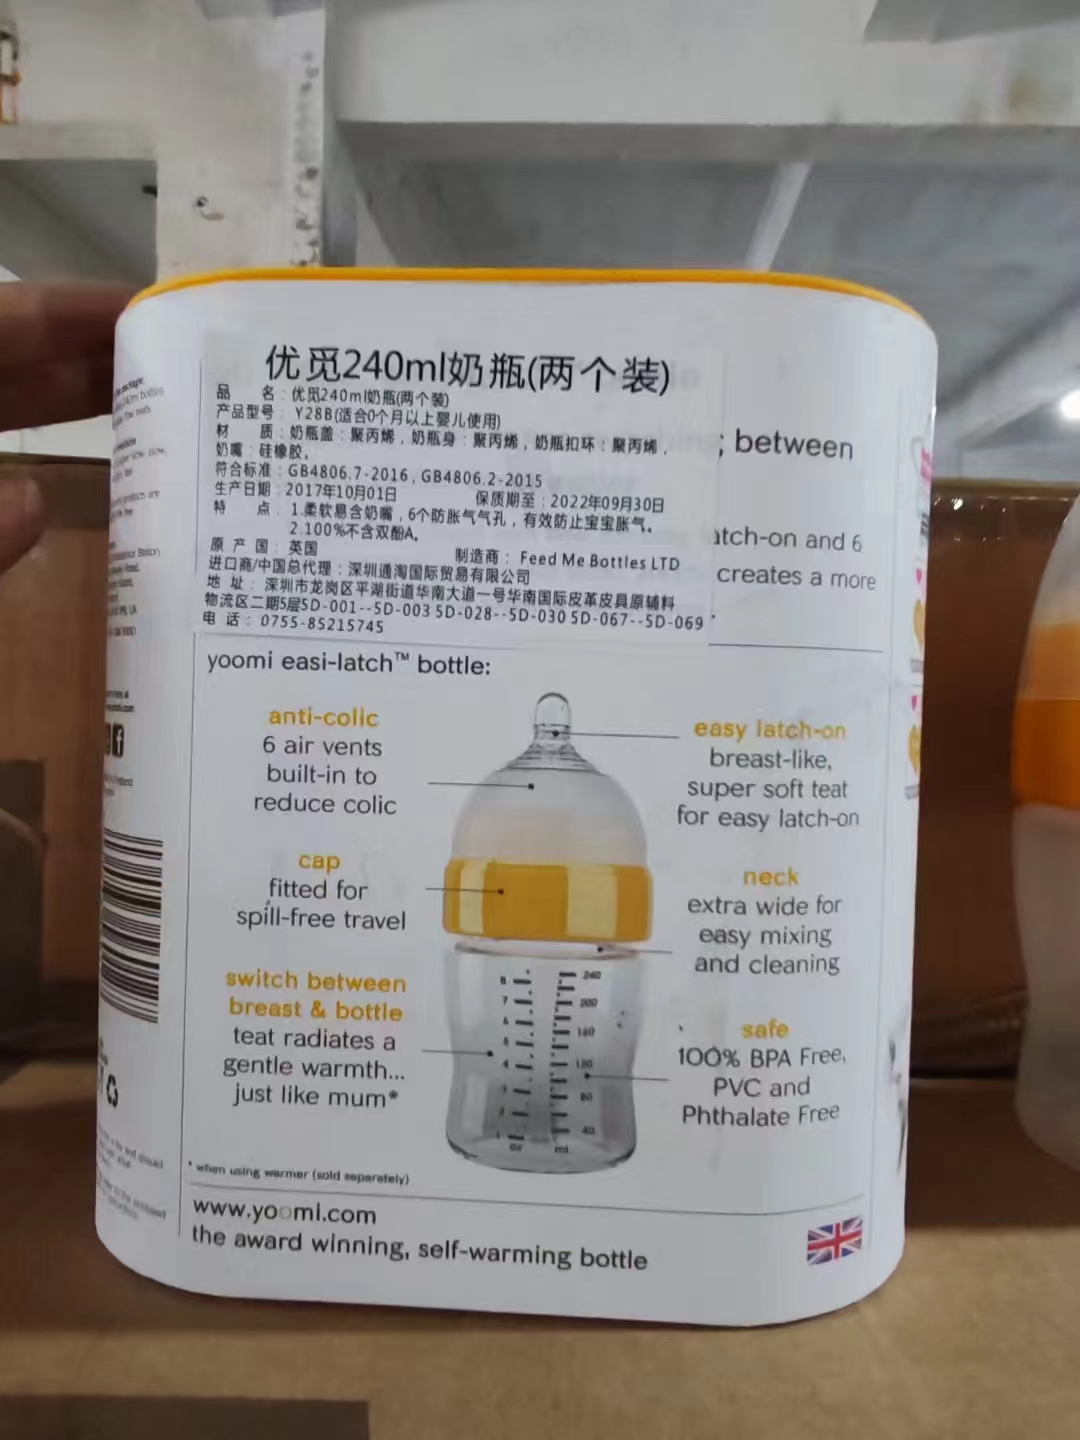 优觅240ml奶瓶(两个装)
品 名：优觅240ml奶瓶(两个装)
产品型号： Y28B(适合0个月以上婴儿使用)
材 质：奶瓶盖：聚丙烯，奶瓶身：聚丙烯，奶瓶扣环：聚丙烯，
奶嘴：硅橡胶。
符合标准：GB4806.7-2016，GB4806.2-2015
生产日期：2017年10月01日 保质期至：2022年09月30日
特 点：1.柔软易含奶嘴，6个防胀气气孔，有效防止宝宝胀气。
2.100%不含双酚A。
原 产 国：英国 制造商： Feed Me Bottles LTD
进口商/中国总代理：深圳通淘国际贸易有限公司
地 址： 深圳市龙岗区平湖街道华南大道一号华南国际皮革皮具原辅料
物流区二期5层5D-001--5D-003 5D-028--5D-030 5D-067--5D-069
电 话： 0755-85215745
; between
atch-on and 6
creates a more
yoomi easi-latch™ bottle:
anti-colic
6 air vents
built-in to
reduce colic
easy latch-on
breast-like,
super soft teat
for easy latch-on
cap
fitted for
spill-free travel
neck
extra wide for
easy mixing
and cleaning
switch between
breast & bottle
teat radiates a
gentle warmth...
just like mum*
safe
100% BPA Free,
PVC and
Phthalate Free
240
200
160
120
80
40
* when using warmer (sold separately)
www.yoomi.com
the award winning, self-warming bottle